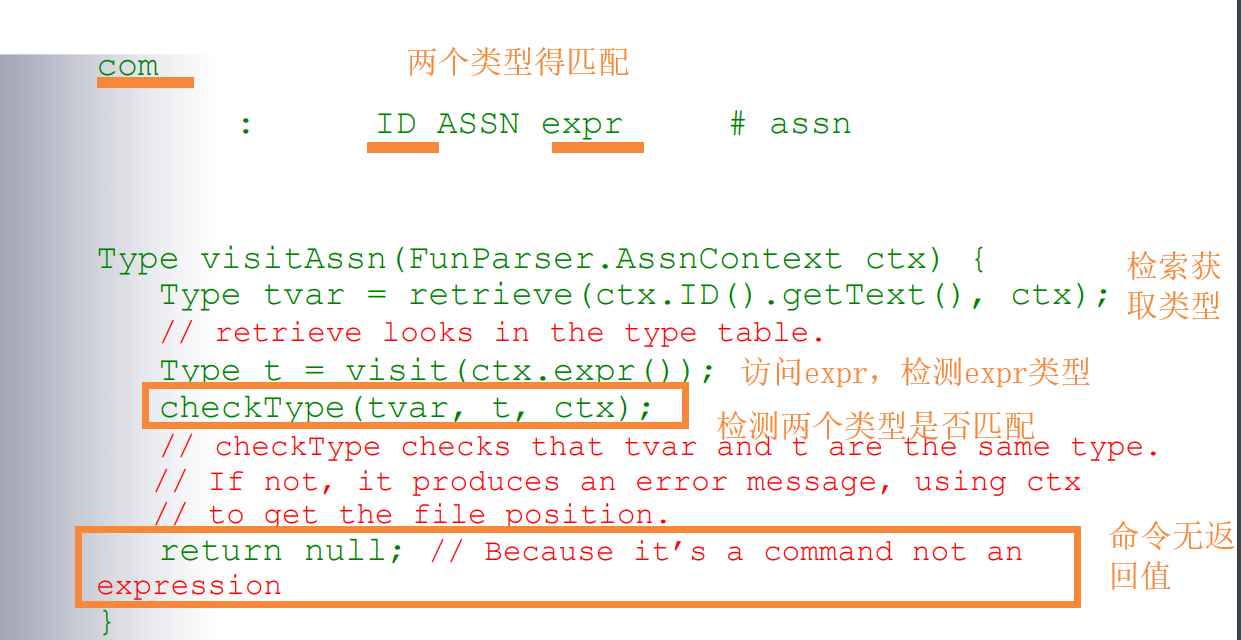 com
两个类型得匹配
: ID ASSN expr # assn
Type visitAssn(FunParser.AssnContext ctx) {
检索获
取类型
Type tvar = retrieve(ctx.ID().getText(), ctx);
// retrieve looks in the type table.
Type t = visit(ctx.expr());
访问expr，检测expr类型
checkType(tvar, t, ctx);
检测两个类型是否匹配
// checkType checks that tvar and t are the same type.
// If not, it produces an error message, using ctx
// to get the file position.
return null; // Because it’s a command not an
expression
命令无返
回值
}